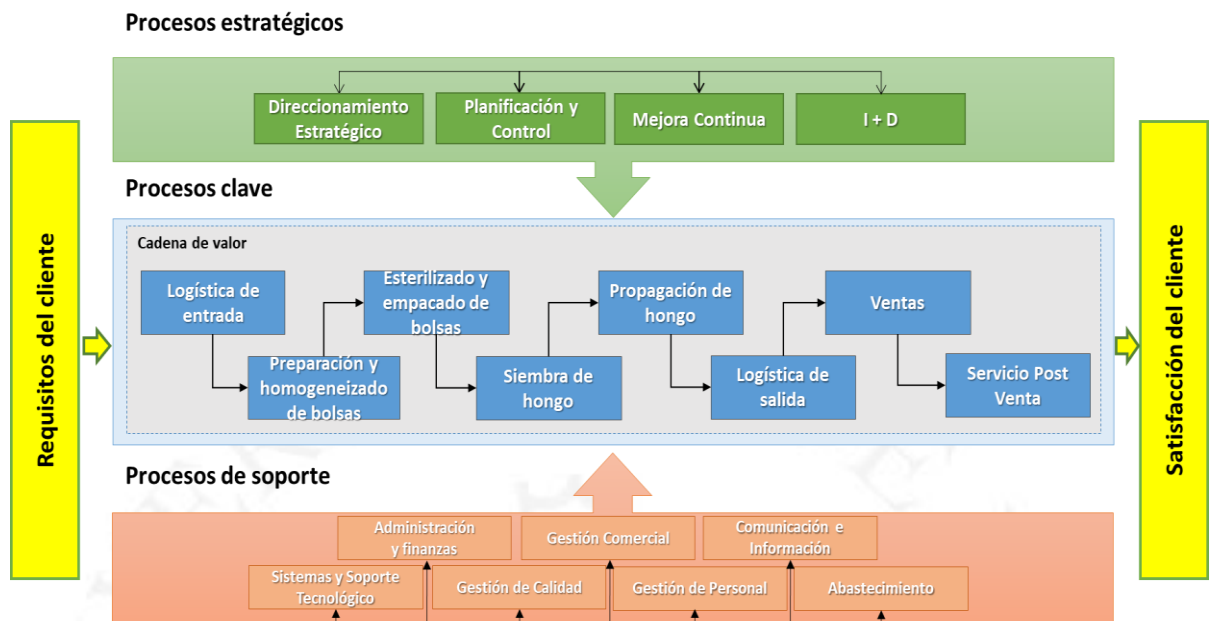 Procesos estratégicos
Direccionamiento
Estratégico
Planificación y
Control
Mejora Continua
I + D
Requisitos del cliente
Procesos clave
Cadena de valor
Logística de
entrada
Preparación y
homogeneizado
de bolsas
Esterilizado y
empacado de
bolsas
Siembra de
hongo
Propagación de
hongo
Logística de
salida
Ventas
Servicio Post
Venta
Satisfacción del cliente
Procesos de soporte
Administración
y finanzas
Gestión Comercial
Comunicación e
Información
Sistemas y Soporte
Tecnológico
Gestión de Calidad
Gestión de Personal
Abastecimiento